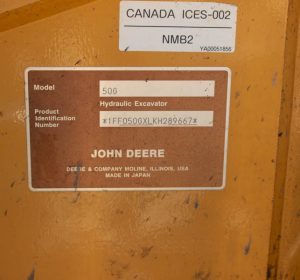 CANADA ICES-002
NMB2
YA00051856
Model 50G
Hydraulic Excavator
Product
Identification
Number *1FF050GXLKH289667*
JOHN DEERE
DEERE & COMPANY MOLINE, ILLINOIS, USA
MADE IN JAPAN